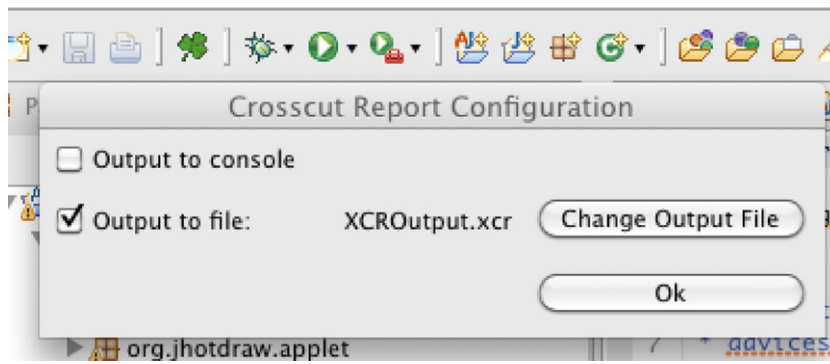 Crosscut Report Configuration
Output to console
Output to file: XCROutput.xcr Change Output File
Ok
org.jhotdraw.applet
7 * advices